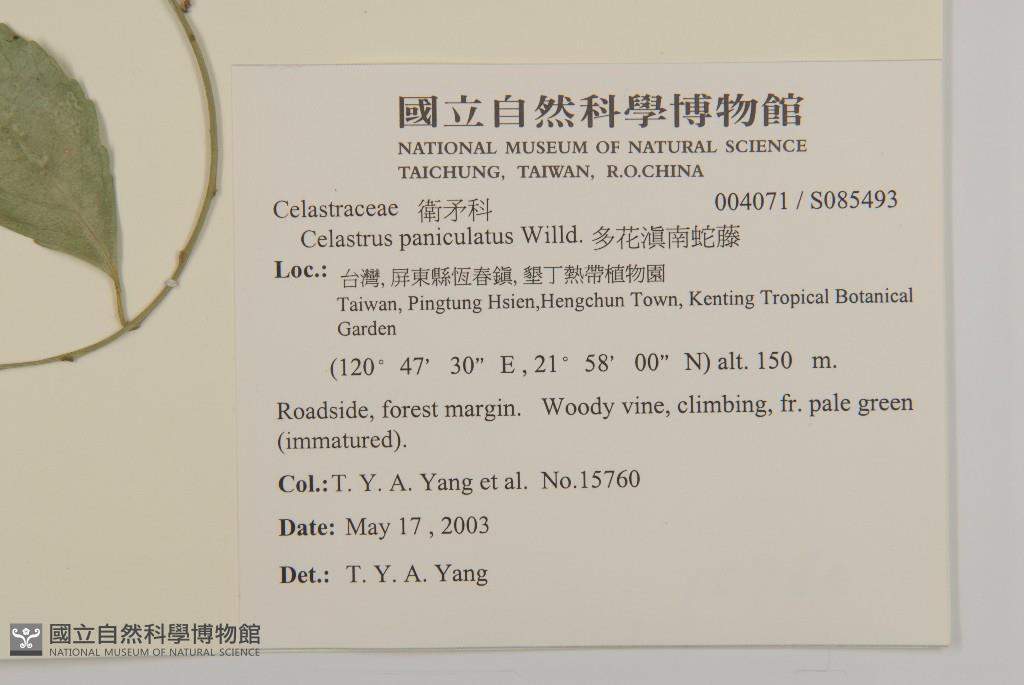 國立自然科學博物館
NATIONAL MUSEUM OF NATURAL SCIENCE
TAICHUNG, TAIWAN, R.O.CHINA
Celastraceae 衛矛科 004071 / S085493
Celastrus paniculatus Willd. 多花滇南蛇藤
Loc.: 台灣, 屏東縣恆春鎮, 墾丁熱帶植物園
Taiwan, Pingtung Hsien,Hengchun Town, Kenting Tropical Botanical
Garden
(120° 47’ 30” E , 21° 58’ 00” N) alt. 150 m.
Roadside, forest margin. Woody vine, climbing, fr. pale green
(immatured).
Col.: T. Y. A. Yang et al. No.15760
Date: May 17 , 2003
Det.: T. Y. A. Yang
國立自然科學博物館
NATIONAL MUSEUM OF NATURAL SCIENCE